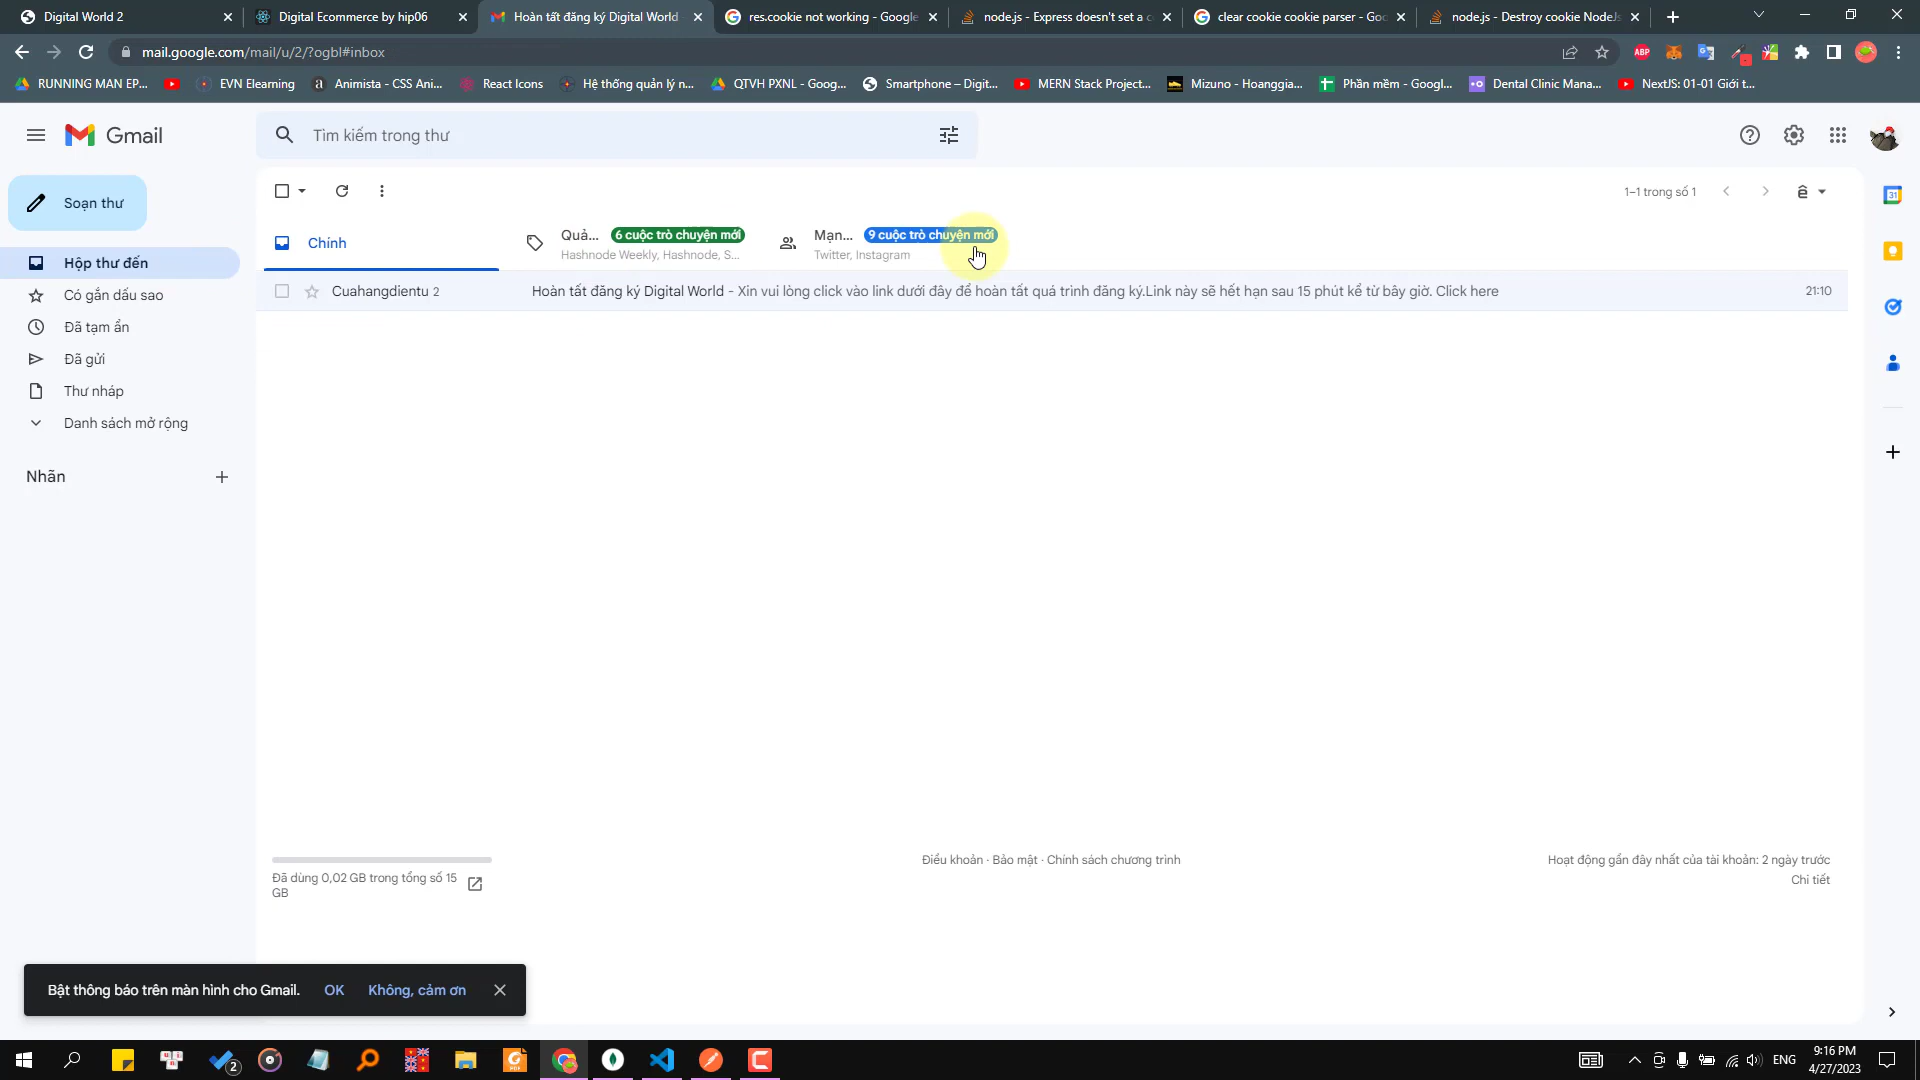 Digital World 2
Digital Ecommerce by hip06
Hoàn tất đăng ký Digital World
res.cookie not working - Google
node.js - Express doesn't set a c
clear cookie cookie parser - Goo
node.js - Destroy cookie NodeJs
mail.google.com/mail/u/2/?ogbl#inbox
ABP
RUNNING MAN EP...
EVN Elearning
a
Animista - CSS Ani...
React Icons
Hệ thống quản lý n...
QTVH PXNL - Goog...
Smartphone – Digit...
MERN Stack Project...
Mizuno - Hoanggia...
Phần mềm - Googl...
Dental Clinic Mana...
NextJS: 01-01 Giới t...
Gmail
Tìm kiếm trong thư
Soạn thư
1–1 trong số 1
ê
31
Chính
Quả...
6 cuộc trò chuyện mới
Hashnode Weekly, Hashnode, S...
Mạn...
9 cuộc trò chuyện mới
Twitter, Instagram
Hộp thư đến
Có gắn dấu sao
Đã tạm ẩn
Đã gửi
Thư nháp
Danh sách mở rộng
Nhãn
Cuahangdientu 2
Hoàn tất đăng ký Digital World - Xin vui lòng click vào link dưới đây để hoàn tất quá trình đăng ký.Link này sẽ hết hạn sau 15 phút kể từ bây giờ. Click here
21:10
Đã dùng 0,02 GB trong tổng số 15
GB
Điều khoản · Bảo mật · Chính sách chương trình
Hoạt động gần đây nhất của tài khoản: 2 ngày trước
Chi tiết
Bật thông báo trên màn hình cho Gmail.
OK
Không, cảm ơn
2
ENG
9:16 PM
4/27/2023